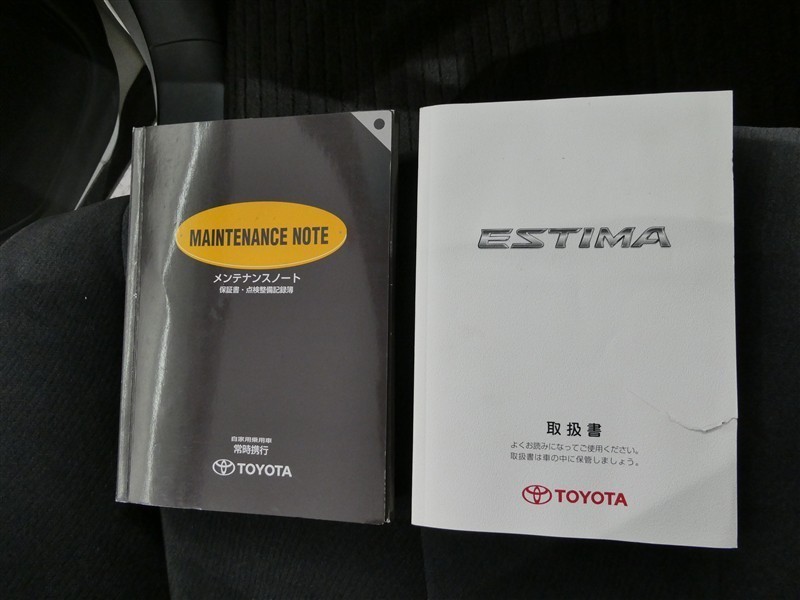 MAINTENANCE NOTE
メンテナンスノート
保証書・点検整備記録簿
自家用乗用車
常時携行
TOYOTA
ESTIMA
取扱書
よくお読みになってご使用ください。
取扱書は車の中に保管しましょう。
TOYOTA